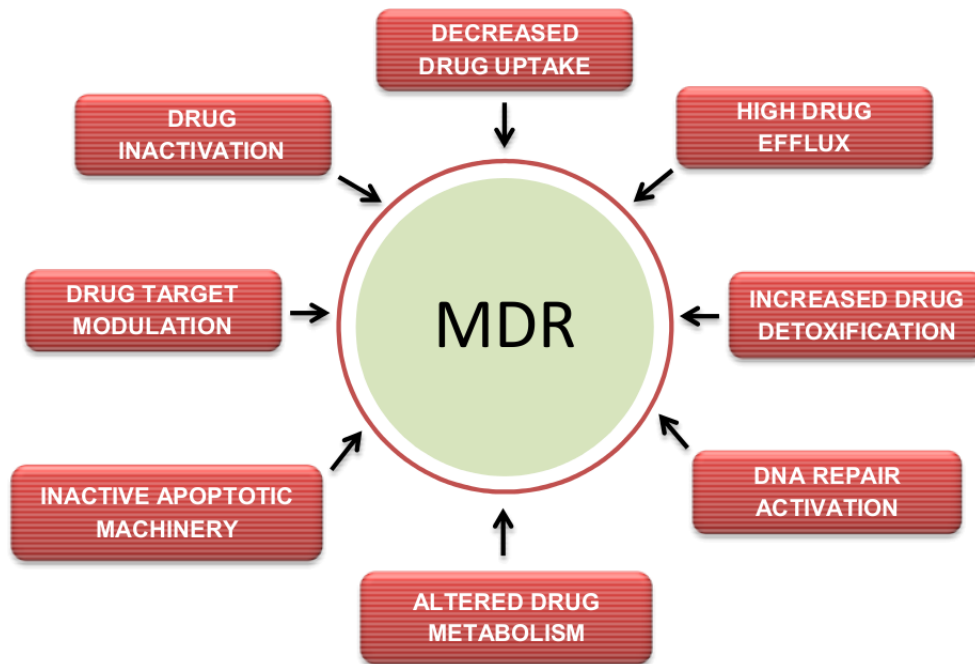 DECREASED
DRUG UPTAKE
HIGH DRUG
EFFLUX
DRUG
INACTIVATION
DRUG TARGET
MODULATION
MDR
INCREASED DRUG
DETOXIFICATION
INACTIVE APOPTOTIC
MACHINERY
DNA REPAIR
ACTIVATION
ALTERED DRUG
METABOLISM